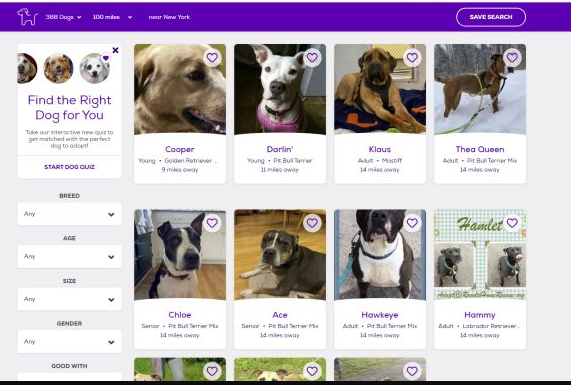 388 Dogs
100 miles
near New York
SAVE SEARCH
Find the Right
Dog for You
Take our interactive new quiz to
get matched with the perfect
dog to adopt!
START DOG QUIZ
BREED
Any
AGE
Any
SIZE
Any
GENDER
Any
GOOD WITH
Cooper
Young • Golden Retriever ...
9 miles away
Darlin'
Young • Pit Bull Terrier
11 miles away
Klaus
Adult • Mastiff
14 miles away
Thea Queen
Adult • Pit Bull Terrier Mix
14 miles away
Chloe
Senior • Pit Bull Terrier Mix
14 miles away
Ace
Senior • Pit Bull Terrier Mix
14 miles away
Hawkeye
Adult • Pit Bull Terrier Mix
14 miles away
Hamlet
Hammy
Adult • Labrador Retriever...
14 miles away